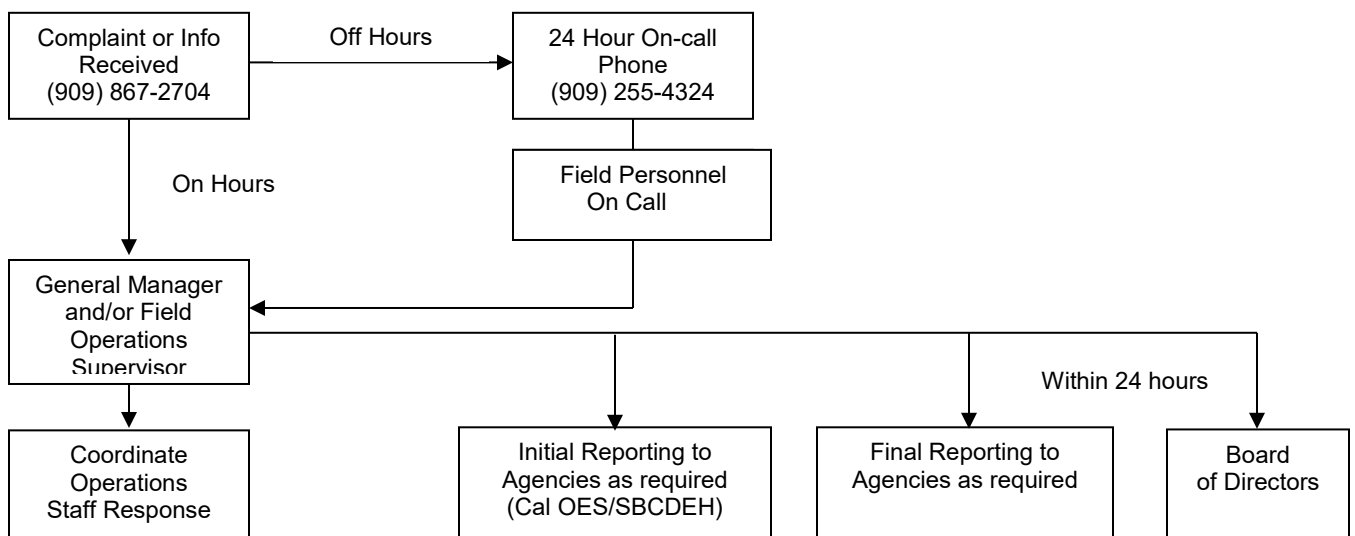 Complaint or Info
Received
(909) 867-2704
Off Hours
24 Hour On-call
Phone
(909) 255-4324
Field Personnel
On Call
On Hours
General Manager
and/or Field
Operations
Supervisor
Within 24 hours
Coordinate
Operations
Staff Response
Initial Reporting to
Agencies as required
(Cal OES/SBCDEH)
Final Reporting to
Agencies as required
Board
of Directors